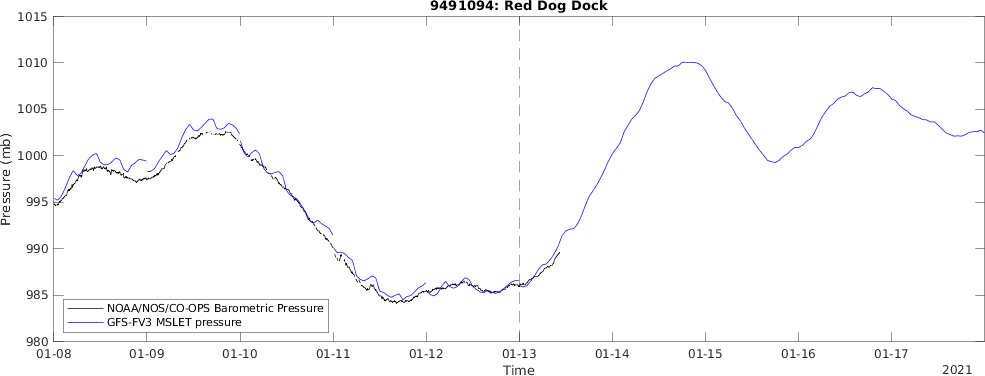 9491094: Red Dog Dock
Pressure (mb)
1015
1010
1005
1000
995
990
985
980
NOAA/NOS/CO-OPS Barometric Pressure
GFS-FV3 MSLET pressure
01-08 01-09 01-10 01-11 01-12 01-13 01-14 01-15 01-16 01-17
Time
2021